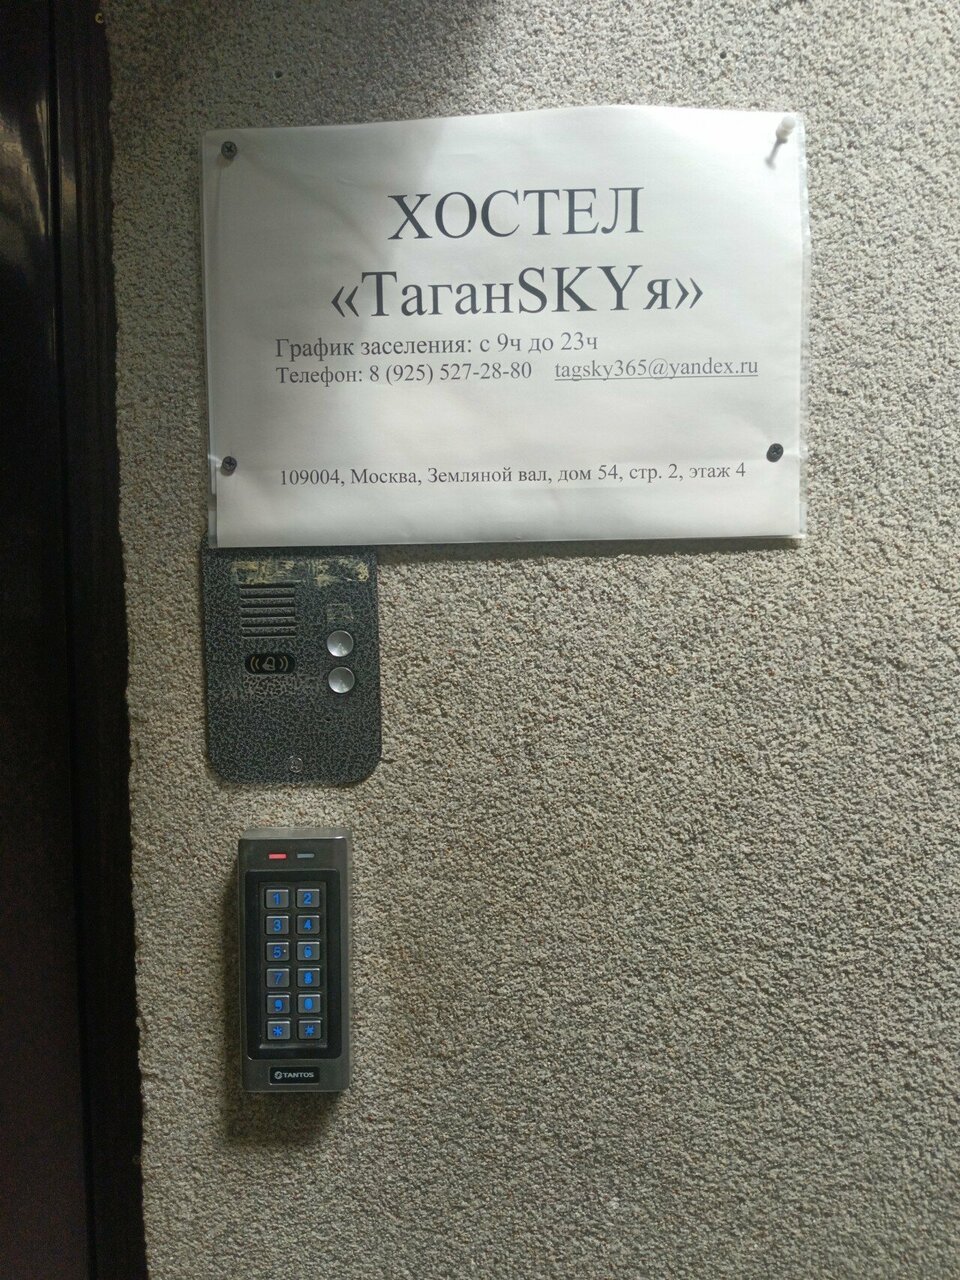 ХОСТЕЛ
«ТаганSKYя»
График заселения: с 9ч до 23ч
Телефон: 8 (925) 527-28-80 tagsky365@yandex.ru
109004, Москва, Земляной вал, дом 54, стр. 2, этаж 4
1 2
3 4
5 6
7 8
9 0
* #
TANTOS